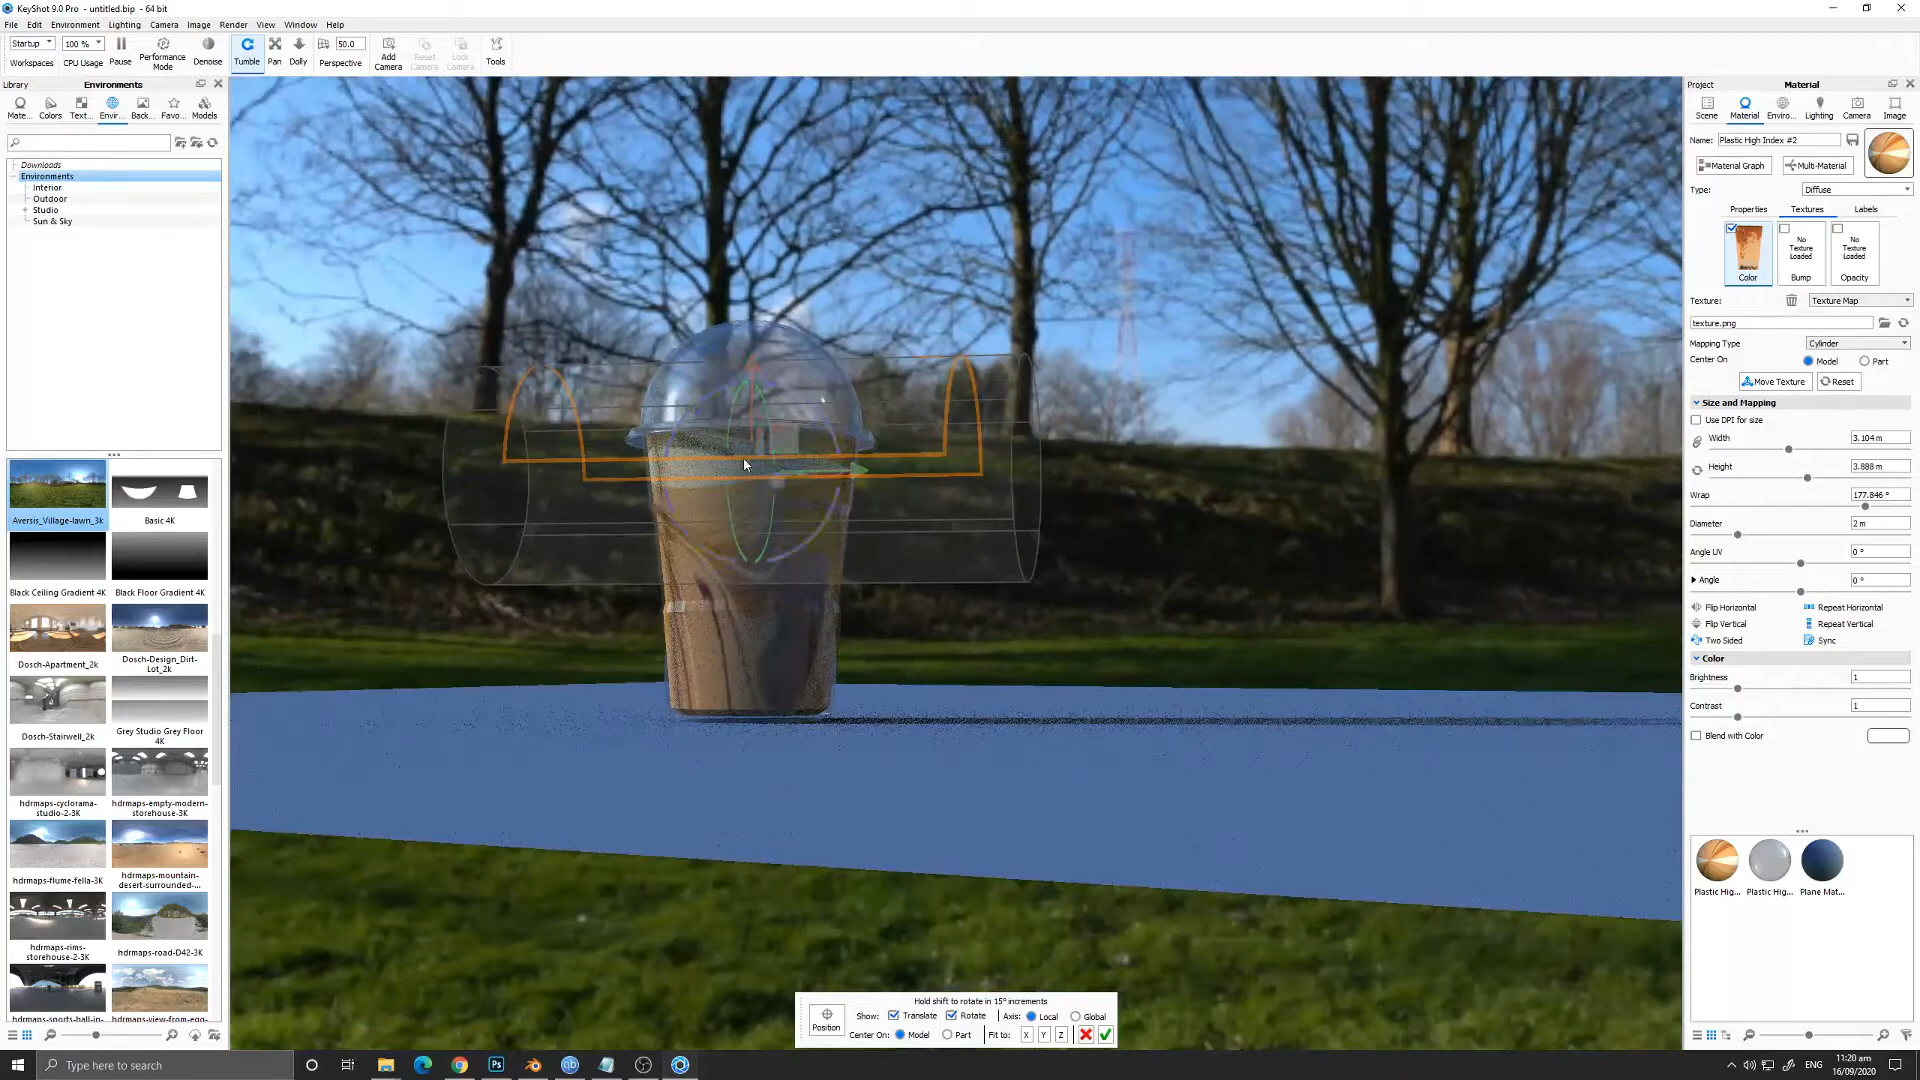 KeyShot 9.0 Pro - untitled.bip - 64 bit
File Edit Environment Lighting Camera Image Render View Window Help
Startup 100 % 50.0
Workspaces CPU Usage Pause Performance Mode Denoise Tumble Pan Dolly Perspective Add Camera Reset Camera Lock Camera Tools
Library Environments
Mate... Colors Text... Envir... Back... Favo... Models
Downloads
Environments
Interior
Outdoor
Studio
Sun & Sky
Aversis_Village-lawn_3k Basic 4K
Black Ceiling Gradient 4K Black Floor Gradient 4K
Dosch-Apartment_2k Dosch-Design_Dirt-Lot_2k
Dosch-Stairwell_2k Grey Studio Grey Floor 4K
hdrmaps-cyclorama-studio-2-3K hdrmaps-empty-modern-storehouse-3K
hdrmaps-flume-fella-3K hdrmaps-mountain-desert-surrounded-...
hdrmaps-rims-storehouse-2-3K hdrmaps-road-D42-3K
hdrmaps-sports-hall-in- hdrmaps-view-from-egg-
Project Material
Scene Material Enviro... Lighting Camera Image
Name: Plastic High Index #2
Material Graph Multi-Material
Type: Diffuse
Properties Textures Labels
No Texture Loaded No Texture Loaded
Color Bump Opacity
Texture: Texture Map
texture.png
Mapping Type Cylinder
Center On Model Part
Move Texture Reset
Size and Mapping
Use DPI for size
Width 3.104 m
Height 3.888 m
Wrap 177.846 °
Diameter 2 m
Angle UV 0 °
Angle 0 °
Flip Horizontal Repeat Horizontal
Flip Vertical Repeat Vertical
Two Sided Sync
Color
Brightness 1
Contrast 1
Blend with Color
Plastic Hig... Plastic Hig... Plane Mat...
Hold shift to rotate in 15° increments
Position Show: Translate Rotate Axis: Local Global
Center On: Model Part Fit to: X Y Z
Type here to search
ENG
11:20 am
16/09/2020